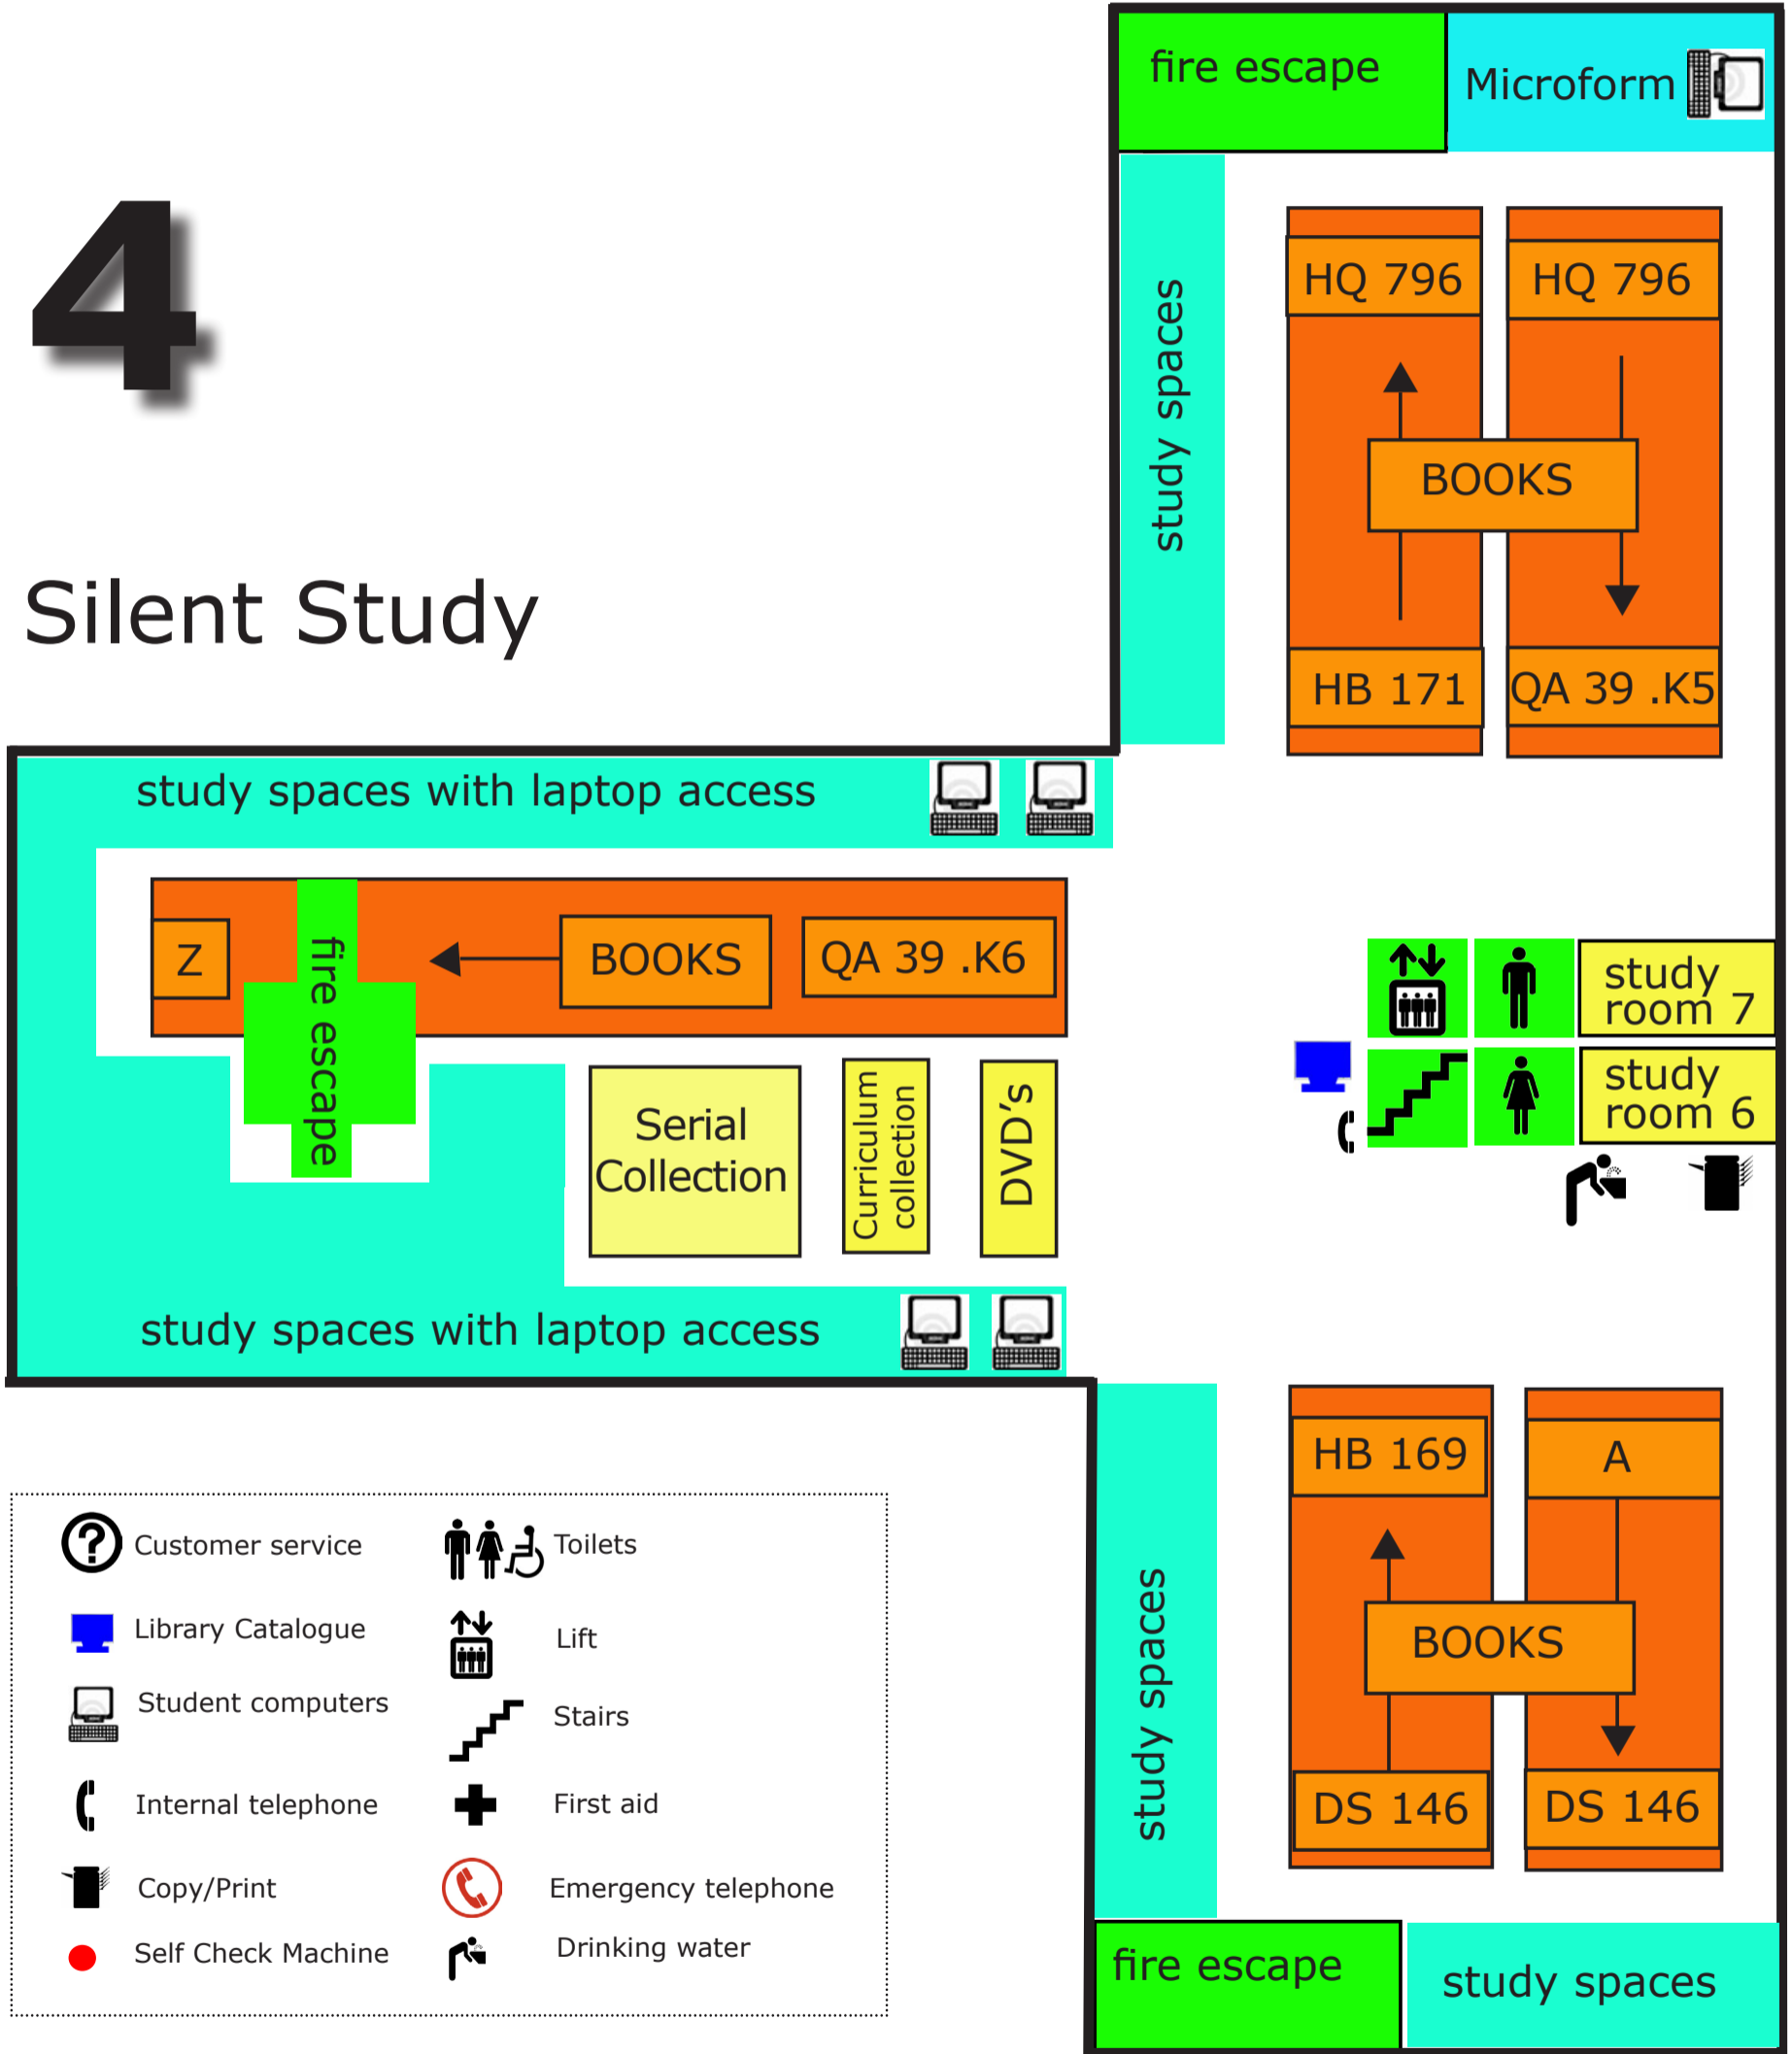 4
Silent Study
fire escape
Microform
study spaces
HQ 796
HQ 796
BOOKS
HB 171
QA 39 .K5
study spaces with laptop access
Z
fire escape
BOOKS
QA 39 .K6
Serial
Collection
Curriculum
collection
DVD's
study spaces with laptop access
study
room 7
study
room 6
HB 169
A
BOOKS
DS 146
DS 146
study spaces
fire escape
study spaces
Customer service
Library Catalogue
Student computers
Internal telephone
Copy/Print
Self Check Machine
Toilets
Lift
Stairs
First aid
Emergency telephone
Drinking water